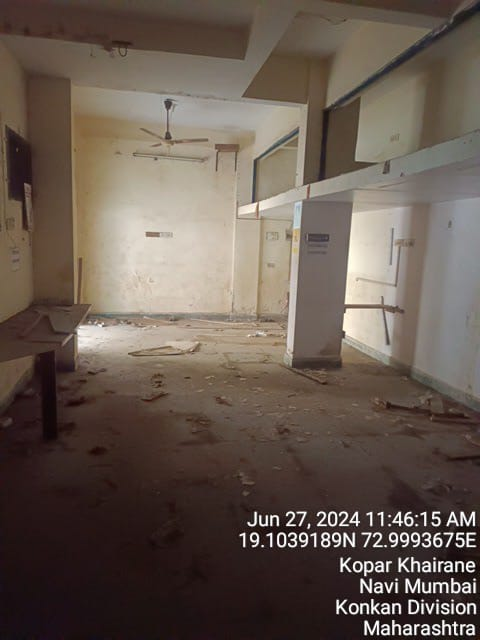 Jun 27, 2024 11:46:15 AM
19.1039189N 72.9993675E
Kopar Khairane
Navi Mumbai
Konkan Division
Maharashtra